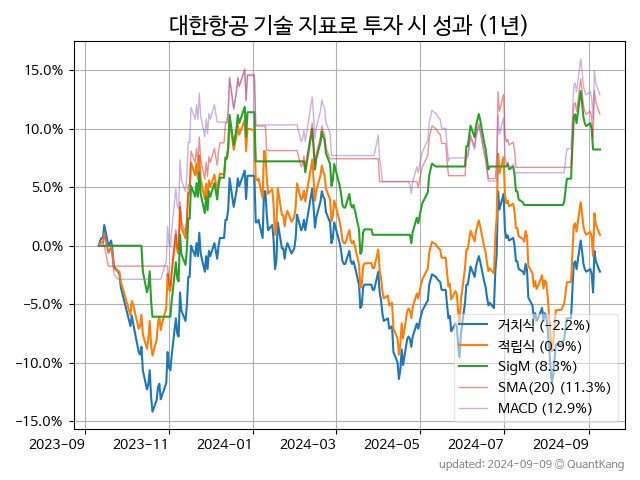 대한항공 기술 지표로 투자 시 성과 (1년)
15.0%
10.0%
5.0%
0.0%
−5.0%
−10.0%
−15.0%
거치식 (−2.2%)
적립식 (0.9%)
SigM (8.3%)
SMA(20) (11.3%)
MACD (12.9%)
2023-09 2023-11 2024-01 2024-03 2024-05 2024-07 2024-09
updated: 2024-09-09 © QuantKang